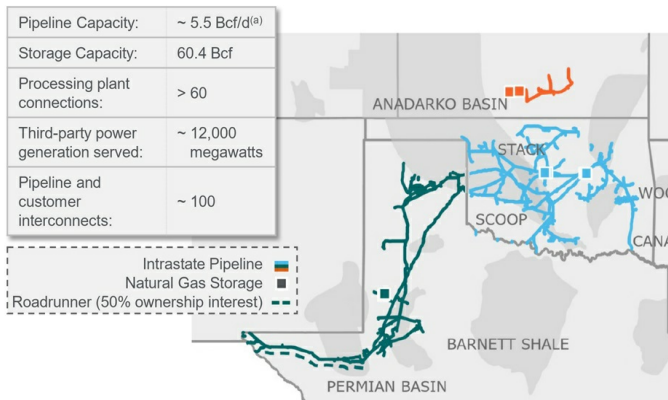 Pipeline Capacity: ~ 5.5 Bcf/d(a)
Storage Capacity: 60.4 Bcf
Processing plant
connections: > 60
Third-party power
generation served: ~ 12,000
megawatts
Pipeline and
customer
interconnects: ~ 100
Intrastate Pipeline
Natural Gas Storage
Roadrunner (50% ownership interest)
ANADARKO BASIN
STACK
SCOOP
WOO
CANA
BARNETT SHALE
PERMIAN BASIN